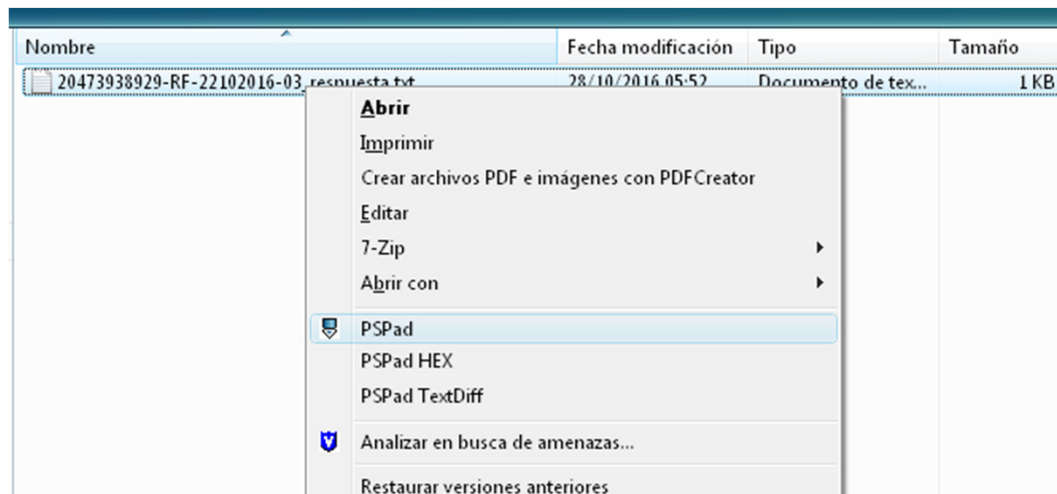 Nombre Fecha modificación Tipo Tamaño
20473938929-RF-22102016-03_respuesta.txt 28/10/2016 05:52 Documento de tex... 1 KB
Abrir
Imprimir
Crear archivos PDF e imágenes con PDFCreator
Editar
7-Zip
Abrir con
PSPad
PSPad HEX
PSPad TextDiff
Analizar en busca de amenazas...
Restaurar versiones anteriores